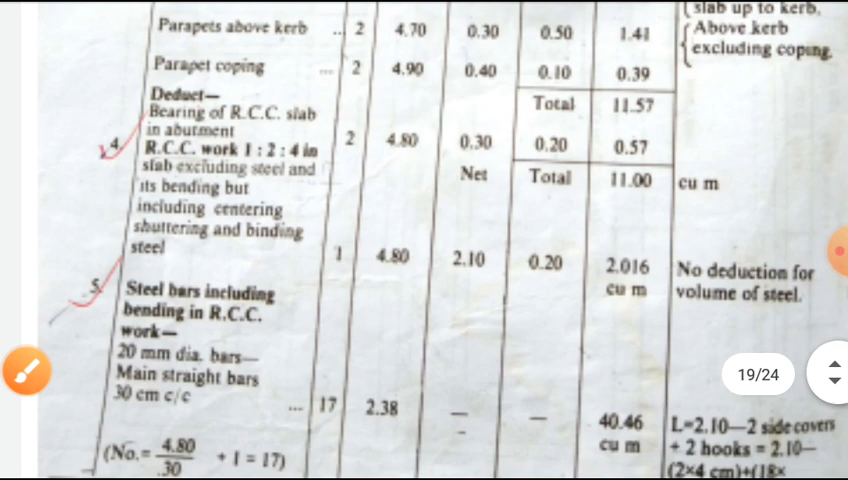 slab up to kerb.
Parapets above kerb ... 2 4.70 0.30 0.50 1.41 Above kerb
excluding coping.
Parapet coping ... 2 4.90 0.40 0.10 0.39
Deduct— Total 11.57
Bearing of R.C.C. slab
in abutment 2 4.80 0.30 0.20 0.57
4. R.C.C. work 1 : 2 : 4 in
slab excluding steel and Net Total 11.00 cu m
its bending but
including centering
shuttering and binding
steel 1 4.80 2.10 0.20 2.016 No deduction for
cu m volume of steel.
5. Steel bars including
bending in R.C.C.
work—
20 mm dia. bars—
Main straight bars
30 cm c/c ... 17 2.38 — — 40.46 L=2.10—2 side covers
cu m + 2 hooks = 2.10—
(No.= 4.80/.30 + 1 = 17) (2×4 cm)+(18×
19/24